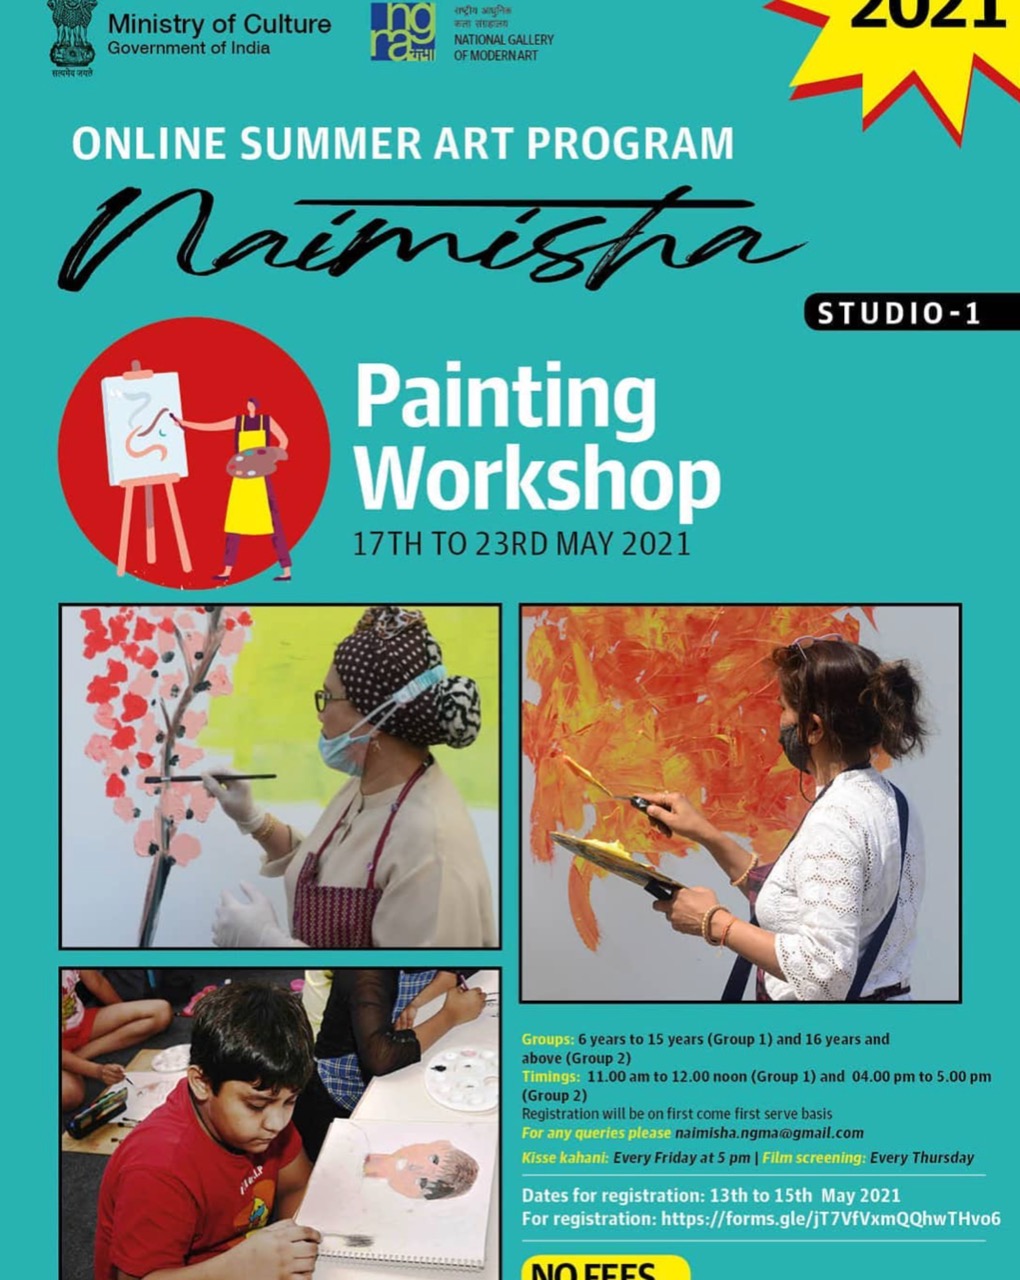 Ministry of Culture
Government of India
सत्यमेव जयते
ng
ma गंभी
राष्ट्रीय आधुनिक
कला संग्रहालय
NATIONAL GALLERY
OF MODERN ART
2021
ONLINE SUMMER ART PROGRAM
Naimisha
STUDIO-1
Painting
Workshop
17TH TO 23RD MAY 2021
Groups: 6 years to 15 years (Group 1) and 16 years and
above (Group 2)
Timings: 11.00 am to 12.00 noon (Group 1) and 04.00 pm to 5.00 pm
(Group 2)
Registration will be on first come first serve basis
For any queries please naimisha.ngma@gmail.com
Kisse kahani: Every Friday at 5 pm | Film screening: Every Thursday
Dates for registration: 13th to 15th May 2021
For registration: https://forms.gle/jT7VfVxmQQhwTHvo6
NO FEES